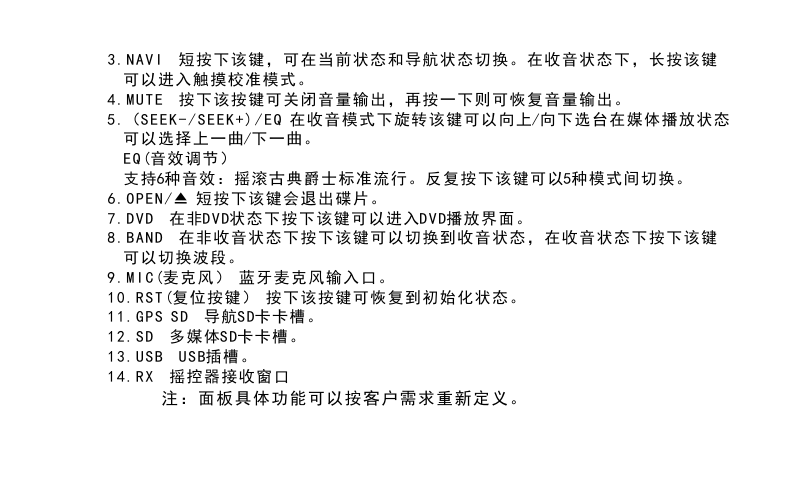 3.NAVI 短按下该键，可在当前状态和导航状态切换。在收音状态下，长按该键
可以进入触摸校准模式。
4.MUTE 按下该按键可关闭音量输出，再按一下则可恢复音量输出。
5.（SEEK-/SEEK+)/EQ 在收音模式下旋转该键可以向上/向下选台在媒体播放状态
可以选择上一曲/下一曲。
EQ(音效调节）
支持6种音效：摇滚古典爵士标准流行。反复按下该键可以5种模式间切换。
6.OPEN/⏏ 短按下该键会退出碟片。
7.DVD 在非DVD状态下按下该键可以进入DVD播放界面。
8.BAND 在非收音状态下按下该键可以切换到收音状态，在收音状态下按下该键
可以切换波段。
9.MIC(麦克风） 蓝牙麦克风输入口。
10.RST(复位按键） 按下该按键可恢复到初始化状态。
11.GPS SD 导航SD卡卡槽。
12.SD 多媒体SD卡卡槽。
13.USB USB插槽。
14.RX 摇控器接收窗口
注：面板具体功能可以按客户需求重新定义。